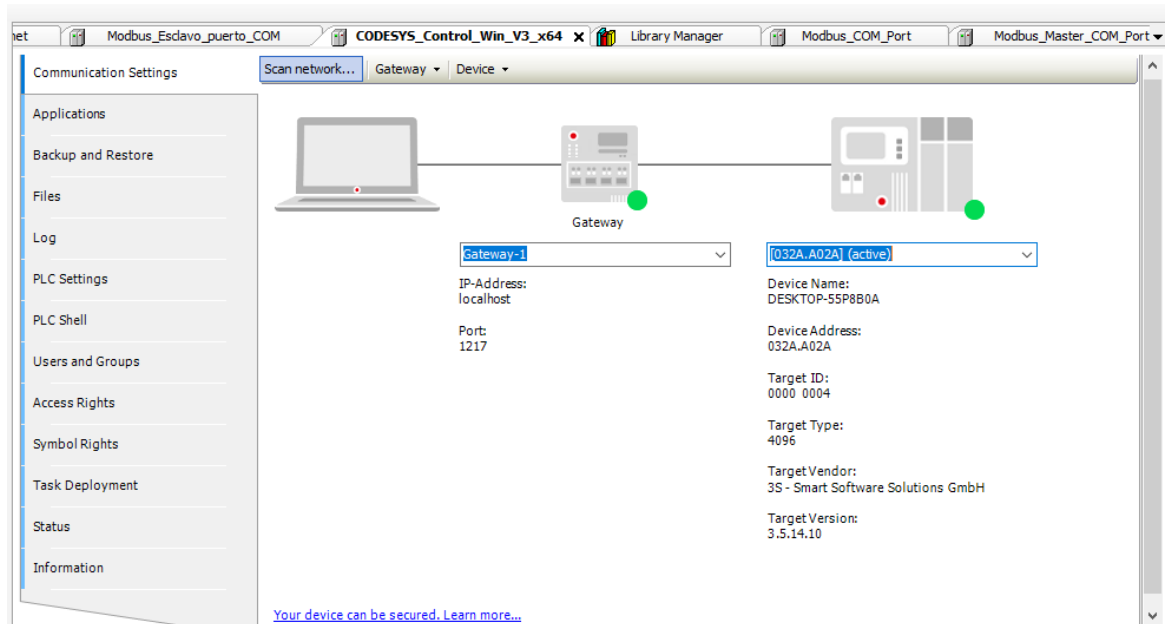 net Modbus_Esclavo_puerto_COM CODESYS_Control_Win_V3_x64 Library Manager Modbus_COM_Port Modbus_Master_COM_Port
Communication Settings
Scan network... Gateway Device
Applications
Backup and Restore
Files
Log
PLC Settings
PLC Shell
Users and Groups
Access Rights
Symbol Rights
Task Deployment
Status
Information
Gateway
Gateway-1
IP-Address:
localhost
Port:
1217
[032A.A02A] (active)
Device Name:
DESKTOP-55P8B0A
Device Address:
032A.A02A
Target ID:
0000 0004
Target Type:
4096
Target Vendor:
3S - Smart Software Solutions GmbH
Target Version:
3.5.14.10
Your device can be secured. Learn more...